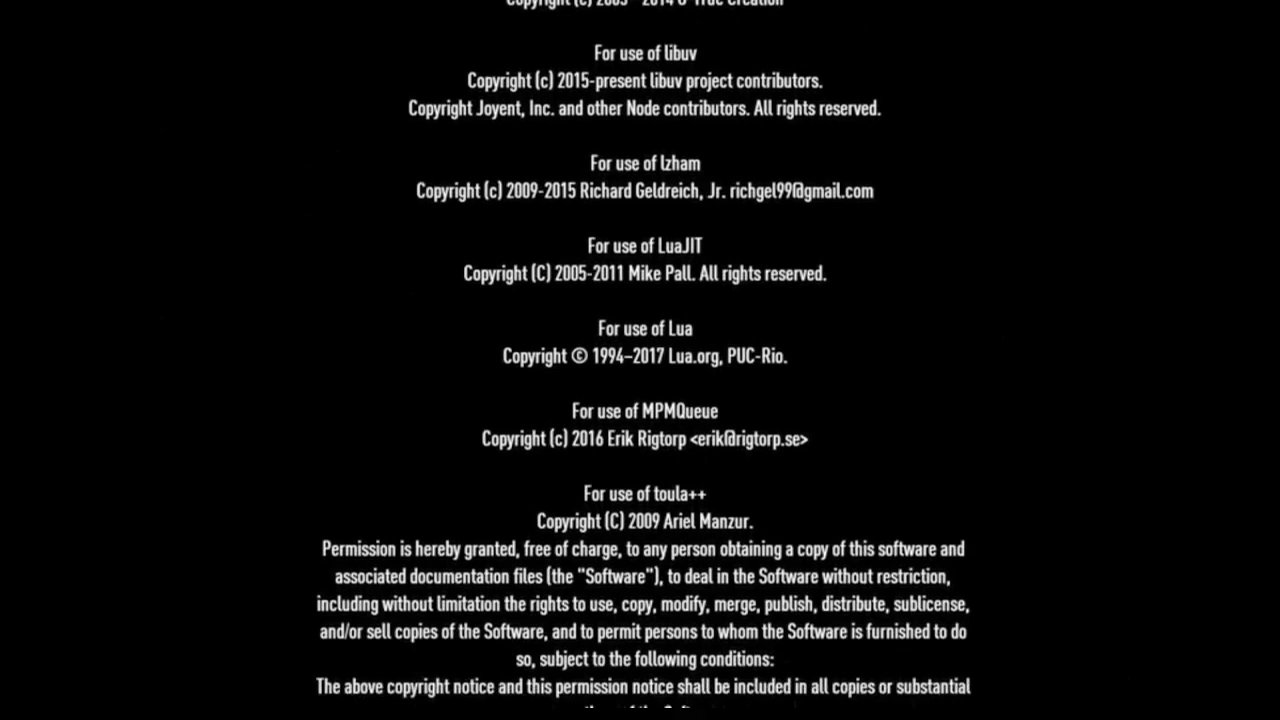 Copyright (c) 2003 - 2014
For use of libuv
Copyright (c) 2015-present libuv project contributors.
Copyright Joyent, Inc. and other Node contributors. All rights reserved.
For use of lzham
Copyright (c) 2009-2015 Richard Geldreich, Jr. richgel99@gmail.com
For use of LuaJIT
Copyright (C) 2005-2011 Mike Pall. All rights reserved.
For use of Lua
Copyright © 1994–2017 Lua.org, PUC-Rio.
For use of MPMQueue
Copyright (c) 2016 Erik Rigtorp <erik@rigtorp.se>
For use of toula++
Copyright (C) 2009 Ariel Manzur.
Permission is hereby granted, free of charge, to any person obtaining a copy of this software and
associated documentation files (the "Software"), to deal in the Software without restriction,
including without limitation the rights to use, copy, modify, merge, publish, distribute, sublicense,
and/or sell copies of the Software, and to permit persons to whom the Software is furnished to do
so, subject to the following conditions:
The above copyright notice and this permission notice shall be included in all copies or substantial